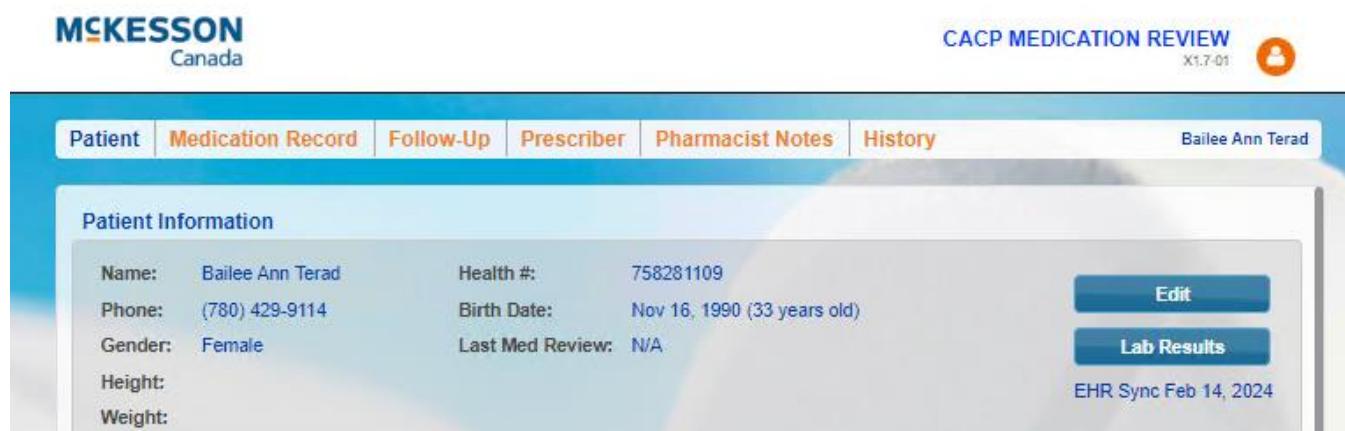 MCKESSON
Canada
CACP MEDICATION REVIEW
X1.7-01
Patient Medication Record Follow-Up Prescriber Pharmacist Notes History Bailee Ann Terad
Patient Information
Name: Bailee Ann Terad Health #: 758281109
Edit
Phone: (780) 429-9114 Birth Date: Nov 16, 1990 (33 years old)
Gender: Female Last Med Review: N/A
Lab Results
Height:
EHR Sync Feb 14, 2024
Weight: